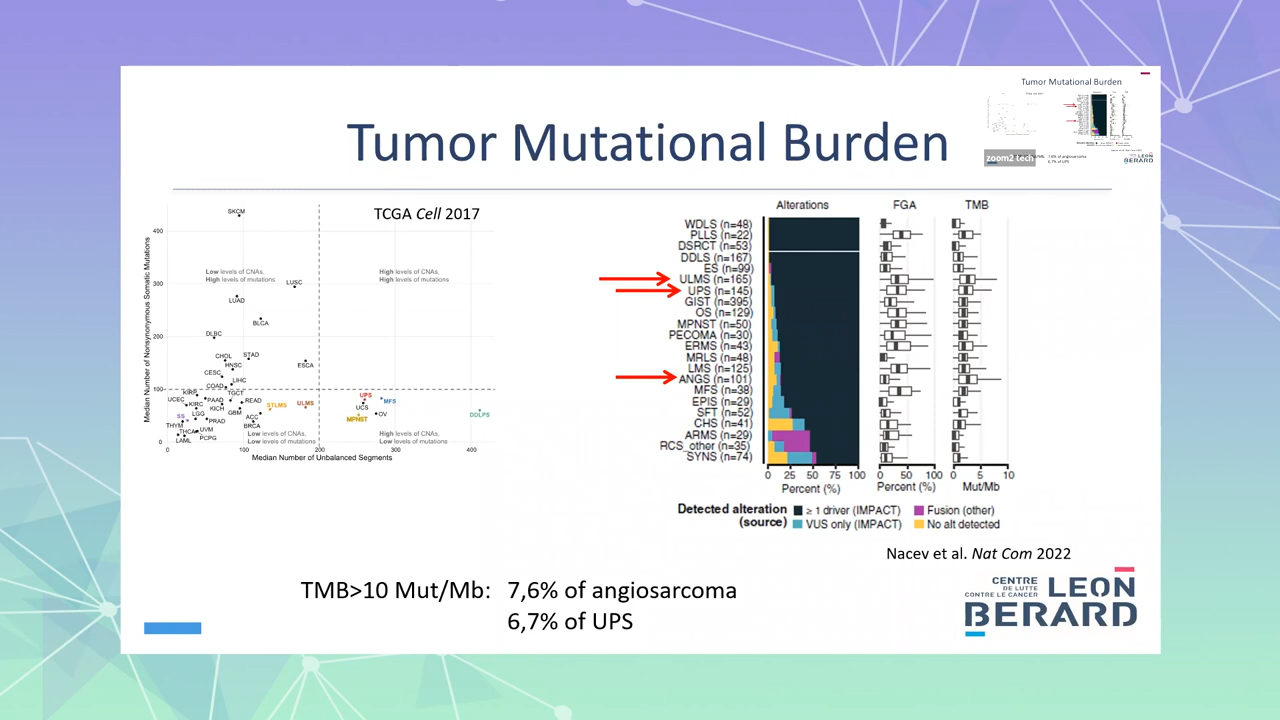 Tumor Mutational Burden
Tumor Mutational Burden
zoom2 tech
7,6% of angiosarcoma
6,7% of UPS
LEON
BERARD
TCGA Cell 2017
Median Number of Nonsynonymous Somatic Mutations
400
300
200
100
0
SKCM
Low levels of CNAs,
High levels of mutations
High levels of CNAs,
High levels of mutations
LUSC
LUAD
BLCA
DLBC
CHOL
STAD
HNSC
ESCA
CESC
LIHC
COAD
KIRP
TGCT
UCEC
KIRC
PAAD
READ
KICH
STLMS
ULMS
UPS
MFS
UCS
OV
MPNST
DDLPS
SS
LGG
GBM
ACC
PRAD
BRCA
THYM
THCA
UVM
LAML
PCPG
Low levels of CNAs,
Low levels of mutations
High levels of CNAs,
Low levels of mutations
0 100 200 300 400
Median Number of Unbalanced Segments
Alterations FGA TMB
WDLS (n=48)
PLLS (n=22)
DSRCT (n=53)
DDLS (n=167)
ES (n=99)
ULMS (n=165)
UPS (n=145)
GIST (n=395)
OS (n=129)
MPNST (n=50)
PECOMA (n=30)
ERMS (n=43)
MRLS (n=48)
LMS (n=125)
ANGS (n=101)
MFS (n=38)
EPIS (n=29)
SFT (n=52)
CHS (n=41)
ARMS (n=29)
RCS_other (n=35)
SYNS (n=74)
0 25 50 75 100 0 50 100 0 5 10
Percent (%) Percent (%) Mut/Mb
Detected alteration
(source)
≥ 1 driver (IMPACT) Fusion (other)
VUS only (IMPACT) No alt detected
Nacev et al. Nat Com 2022
TMB>10 Mut/Mb: 7,6% of angiosarcoma
6,7% of UPS
CENTRE
DE LUTTE
CONTRE LE CANCER
LEON
BERARD